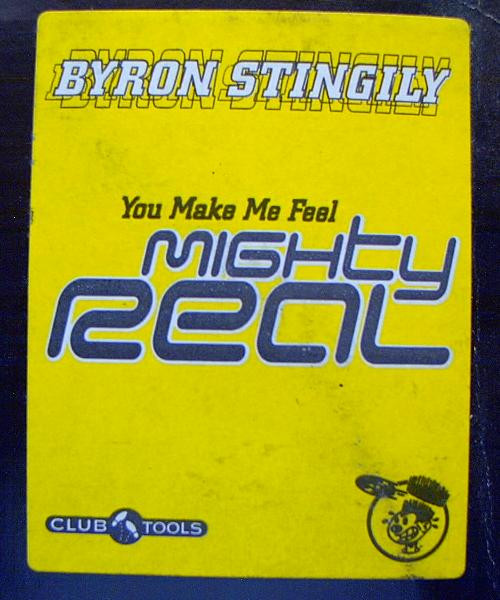 BYRON STINGILY
You Make Me Feel
MIGHty
Real
CLUB TOOLS